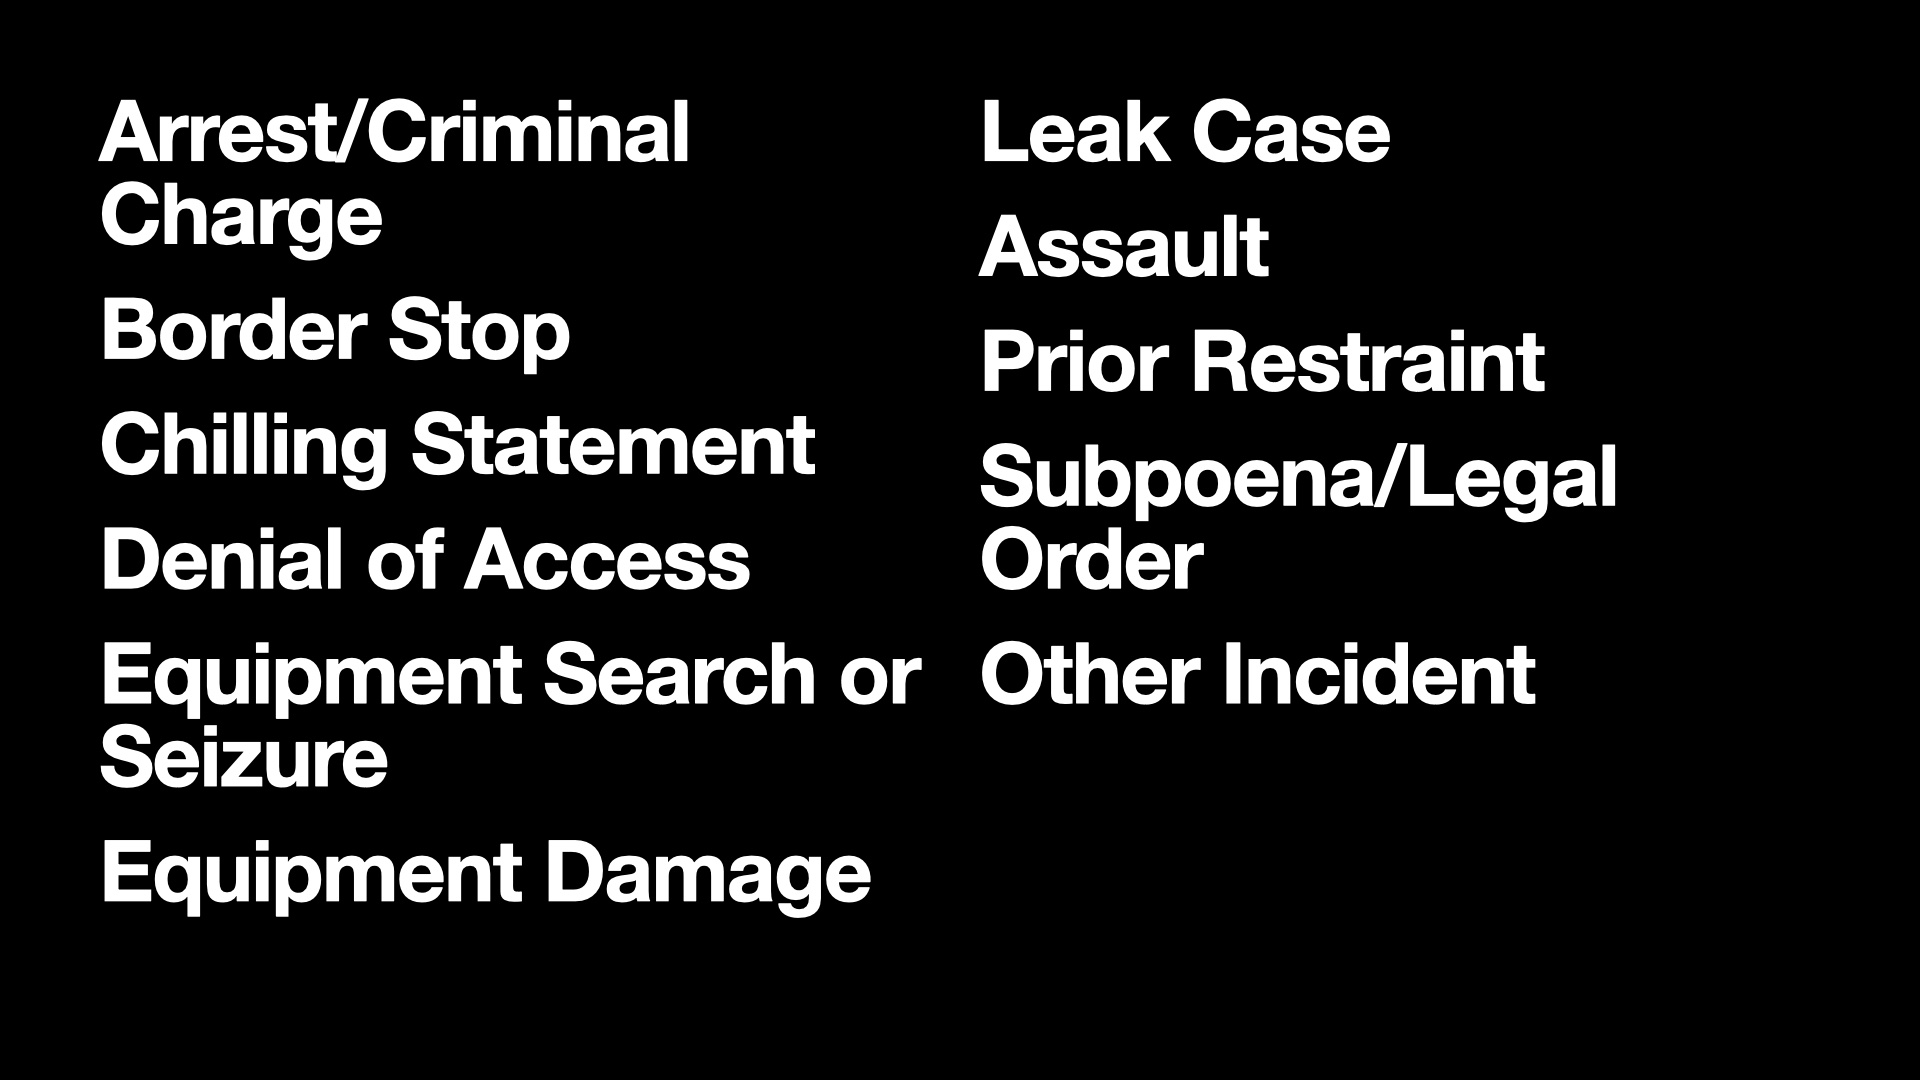 Arrest/Criminal
Charge
Border Stop
Chilling Statement
Denial of Access
Equipment Search or
Seizure
Equipment Damage
Leak Case
Assault
Prior Restraint
Subpoena/Legal
Order
Other Incident